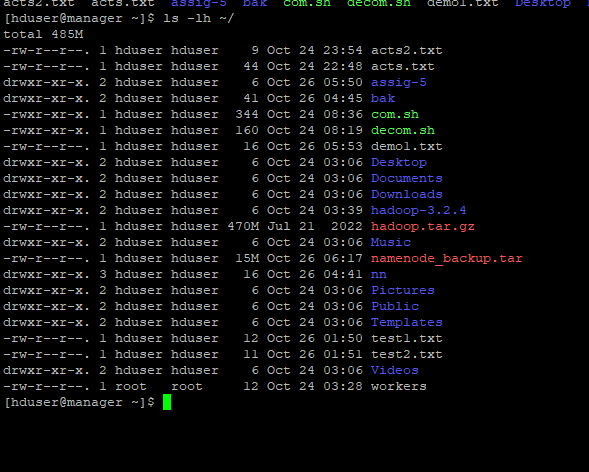 acts2.txt acts.txt assig-5 bak com.sh decom.sh demo1.txt Desktop
[hduser@manager ~]$ ls -lh ~/
total 485M
-rw-r--r--. 1 hduser hduser    9 Oct 24 23:54 acts2.txt
-rw-r--r--. 1 hduser hduser   44 Oct 24 22:48 acts.txt
drwxr-xr-x. 2 hduser hduser    6 Oct 26 05:50 assig-5
drwxr-xr-x. 2 hduser hduser   41 Oct 26 04:45 bak
-rwxr-xr-x. 1 hduser hduser  344 Oct 24 08:36 com.sh
-rwxr-xr-x. 1 hduser hduser  160 Oct 24 08:19 decom.sh
-rw-r--r--. 1 hduser hduser   16 Oct 26 05:53 demo1.txt
drwxr-xr-x. 2 hduser hduser    6 Oct 24 03:06 Desktop
drwxr-xr-x. 2 hduser hduser    6 Oct 24 03:06 Documents
drwxr-xr-x. 2 hduser hduser    6 Oct 24 03:06 Downloads
drwxr-xr-x. 2 hduser hduser    6 Oct 24 03:39 hadoop-3.2.4
-rw-r--r--. 1 hduser hduser 470M Jul 21  2022 hadoop.tar.gz
drwxr-xr-x. 2 hduser hduser    6 Oct 24 03:06 Music
-rw-r--r--. 1 hduser hduser  15M Oct 26 06:17 namenode_backup.tar
drwxr-xr-x. 3 hduser hduser   16 Oct 26 04:41 nn
drwxr-xr-x. 2 hduser hduser    6 Oct 24 03:06 Pictures
drwxr-xr-x. 2 hduser hduser    6 Oct 24 03:06 Public
drwxr-xr-x. 2 hduser hduser    6 Oct 24 03:06 Templates
-rw-r--r--. 1 hduser hduser   12 Oct 26 01:50 test1.txt
-rw-r--r--. 1 hduser hduser   11 Oct 26 01:51 test2.txt
drwxr-xr-x. 2 hduser hduser    6 Oct 24 03:06 Videos
-rw-r--r--. 1 root   root     12 Oct 24 03:28 workers
[hduser@manager ~]$